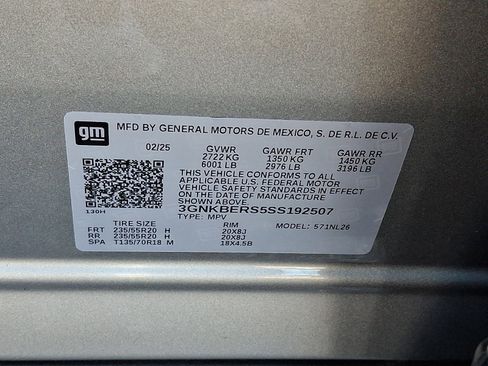 gm
MFD BY GENERAL MOTORS DE MEXICO, S. DE R.L. DE C.V.
02/25 GVWR GAWR FRT GAWR RR
2722 KG 1350 KG 1450 KG
6001 LB 2976 LB 3196 LB
THIS VEHICLE CONFORMS TO ALL
APPLICABLE U.S. FEDERAL MOTOR
VEHICLE SAFETY STANDARDS IN EFFECT
ON THE DATE OF MANUFACTURE
SHOWN ABOVE.
3GNKBERS5SS192507
130H TYPE: MPV MODEL: 571NL26
TIRE SIZE RIM
FRT 235/55R20 H 20X8J
RR 235/55R20 H 20X8J
SPA T135/70R18 M 18X4.5B